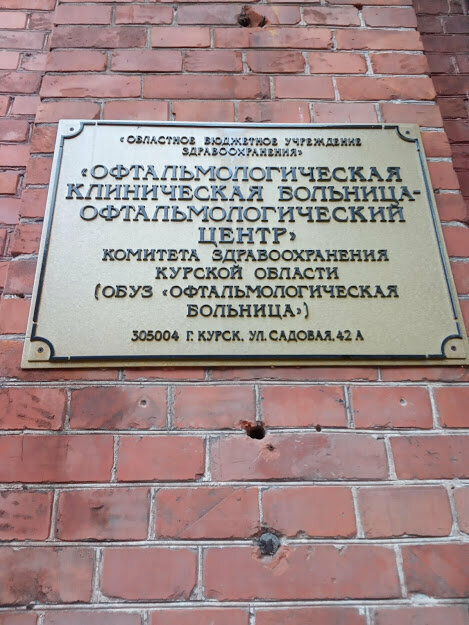 «ОБЛАСТНОЕ БЮДЖЕТНОЕ УЧРЕЖДЕНИЕ
ЗДРАВООХРАНЕНИЯ»
«ОФТАЛЬМОЛОГИЧЕСКАЯ
КЛИНИЧЕСКАЯ БОЛЬНИЦА-
ОФТАЛЬМОЛОГИЧЕСКИЙ
ЦЕНТР»
КОМИТЕТА ЗДРАВООХРАНЕНИЯ
КУРСКОЙ ОБЛАСТИ
(ОБУЗ «ОФТАЛЬМОЛОГИЧЕСКАЯ
БОЛЬНИЦА»)
305004 Г. КУРСК, УЛ. САДОВАЯ, 42 А